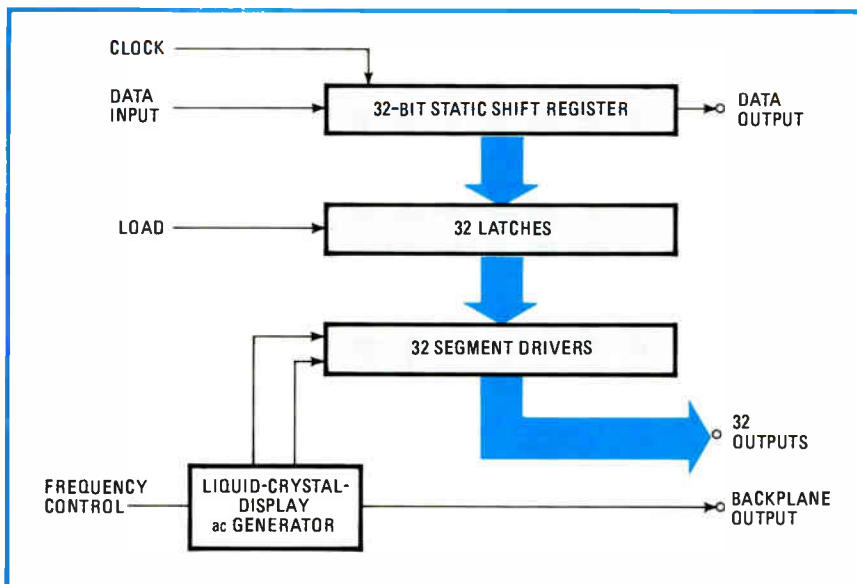 CLOCK
DATA
INPUT
32-BIT STATIC SHIFT REGISTER
DATA
OUTPUT
LOAD
32 LATCHES
32 SEGMENT DRIVERS
32
OUTPUTS
FREQUENCY
CONTROL
LIQUID-CRYSTAL-
DISPLAY
ac GENERATOR
BACKPLANE
OUTPUT